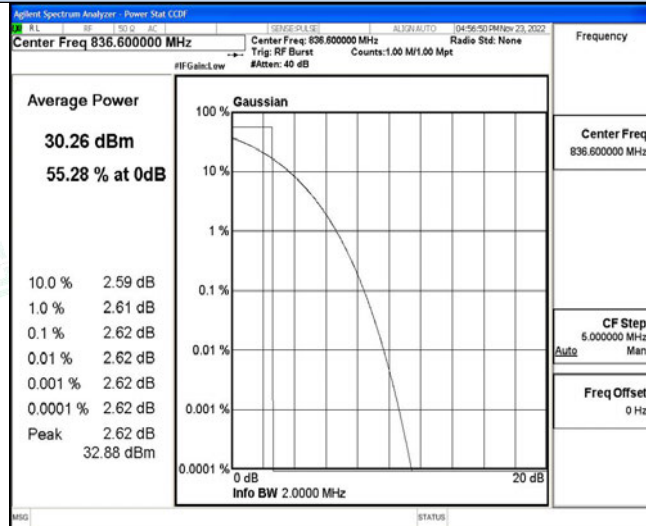 Agilent Spectrum Analyzer - Power Stat CCDF
RL RF 50 Ω AC SENSE:PULSE ALIGN AUTO 04:56:50 PM Nov 23, 2022
Center Freq 836.600000 MHz
Center Freq: 836.600000 MHz Radio Std: None
Trig: RF Burst Counts:1.00 M/1.00 Mpt
#IFGain:Low #Atten: 40 dB
Frequency
Average Power
30.26 dBm
55.28 % at 0dB
10.0 % 2.59 dB
1.0 % 2.61 dB
0.1 % 2.62 dB
0.01 % 2.62 dB
0.001 % 2.62 dB
0.0001 % 2.62 dB
Peak 2.62 dB
32.88 dBm
Gaussian
100 %
10 %
1 %
0.1 %
0.01 %
0.001 %
0.0001 %
0 dB 20 dB
Info BW 2.0000 MHz
Center Freq
836.600000 MHz
CF Step
5.000000 MHz
Auto Man
Freq Offset
0 Hz
MSG STATUS